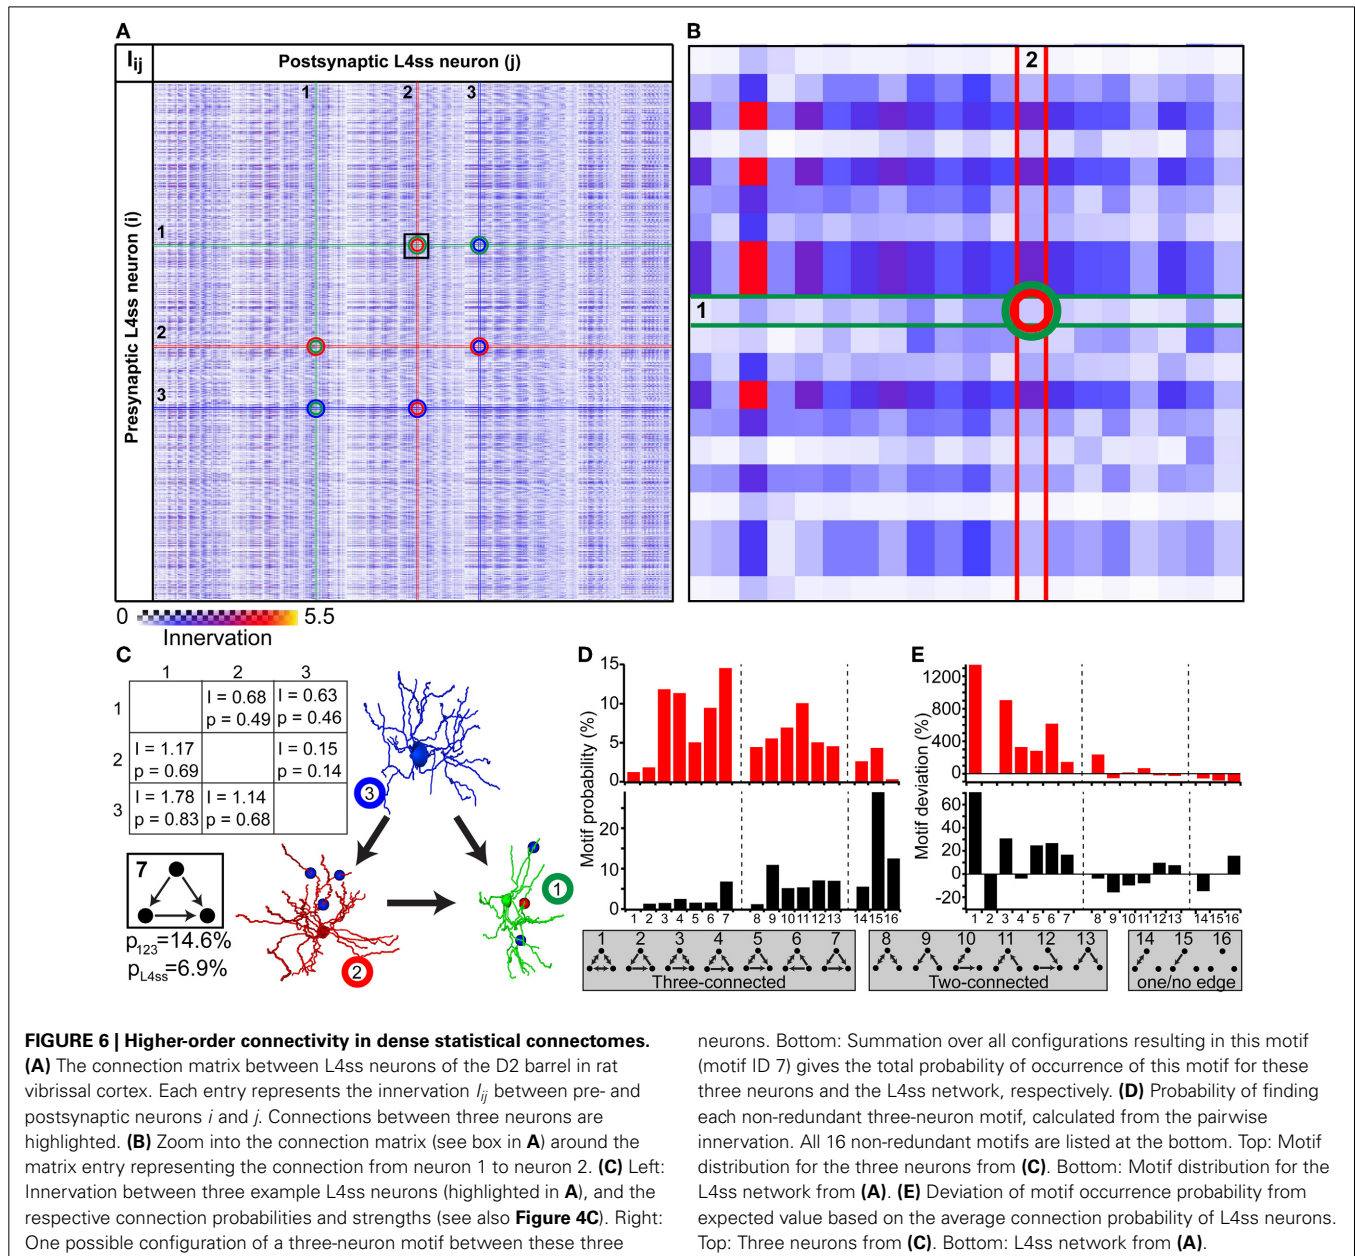 A
I_ij
Postsynaptic L4ss neuron (j)
1 2 3
Presynaptic L4ss neuron (i)
1
2
3
0 5.5
Innervation
B
2
1
C
1 2 3
1 I = 0.68 I = 0.63
p = 0.49 p = 0.46
2 I = 1.17 I = 0.15
p = 0.69 p = 0.14
3 I = 1.78 I = 1.14
p = 0.83 p = 0.68
3
1
2
7
p123=14.6%
pL4ss=6.9%
D
Motif probability (%)
15
10
5
0
20
10
0
1 2 3 4 5 6 7 8 9 10 11 12 13 14 15 16
E
Motif deviation (%)
1200
800
400
0
60
40
20
0
-20
1 2 3 4 5 6 7 8 9 10 11 12 13 14 15 16
1 2 3 4 5 6 7 8 9 10 11 12 13 14 15 16
Three-connected Two-connected one/no edge
FIGURE 6 | Higher-order connectivity in dense statistical connectomes.
(A) The connection matrix between L4ss neurons of the D2 barrel in rat
vibrissal cortex. Each entry represents the innervation Iij between pre- and
postsynaptic neurons i and j. Connections between three neurons are
highlighted. (B) Zoom into the connection matrix (see box in A) around the
matrix entry representing the connection from neuron 1 to neuron 2. (C) Left:
Innervation between three example L4ss neurons (highlighted in A), and the
respective connection probabilities and strengths (see also Figure 4C). Right:
One possible configuration of a three-neuron motif between these three
neurons. Bottom: Summation over all configurations resulting in this motif
(motif ID 7) gives the total probability of occurrence of this motif for these
three neurons and the L4ss network, respectively. (D) Probability of finding
each non-redundant three-neuron motif, calculated from the pairwise
innervation. All 16 non-redundant motifs are listed at the bottom. Top: Motif
distribution for the three neurons from (C). Bottom: Motif distribution for the
L4ss network from (A). (E) Deviation of motif occurrence probability from
expected value based on the average connection probability of L4ss neurons.
Top: Three neurons from (C). Bottom: L4ss network from (A).